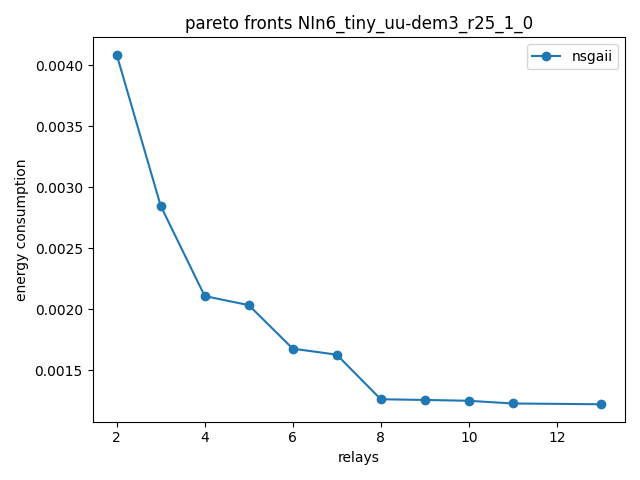 pareto fronts NIn6_tiny_uu-dem3_r25_1_0
nsgaii
0.0040
0.0035
0.0030
0.0025
0.0020
0.0015
energy consumption
2 4 6 8 10 12
relays